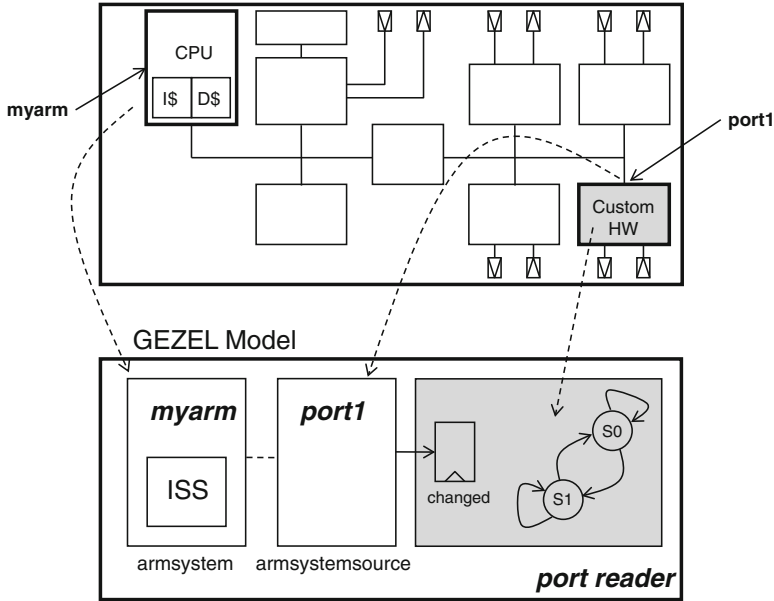 CPU
I$ D$
myarm
port1
Custom
HW
GEZEL Model
myarm
port1
ISS
S0
S1
changed
armsystem
armsystemsource
port reader